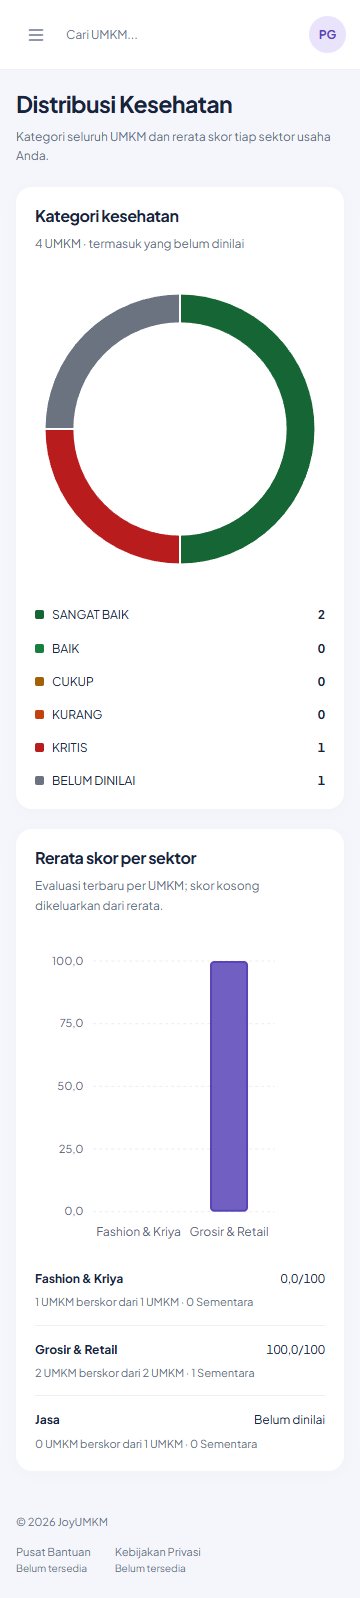 Cari UMKM...
PG
Distribusi Kesehatan
Kategori seluruh UMKM dan rerata skor tiap sektor usaha
Anda.
Kategori kesehatan
4 UMKM · termasuk yang belum dinilai
SANGAT BAIK 2
BAIK 0
CUKUP 0
KURANG 0
KRITIS 1
BELUM DINILAI 1
Rerata skor per sektor
Evaluasi terbaru per UMKM; skor kosong
dikeluarkan dari rerata.
100,0
75,0
50,0
25,0
0,0
Fashion & Kriya Grosir & Retail
Fashion & Kriya 0,0/100
1 UMKM berskor dari 1 UMKM · 0 Sementara
Grosir & Retail 100,0/100
2 UMKM berskor dari 2 UMKM · 1 Sementara
Jasa Belum dinilai
0 UMKM berskor dari 1 UMKM · 0 Sementara
© 2026 JoyUMKM
Pusat Bantuan Kebijakan Privasi
Belum tersedia Belum tersedia